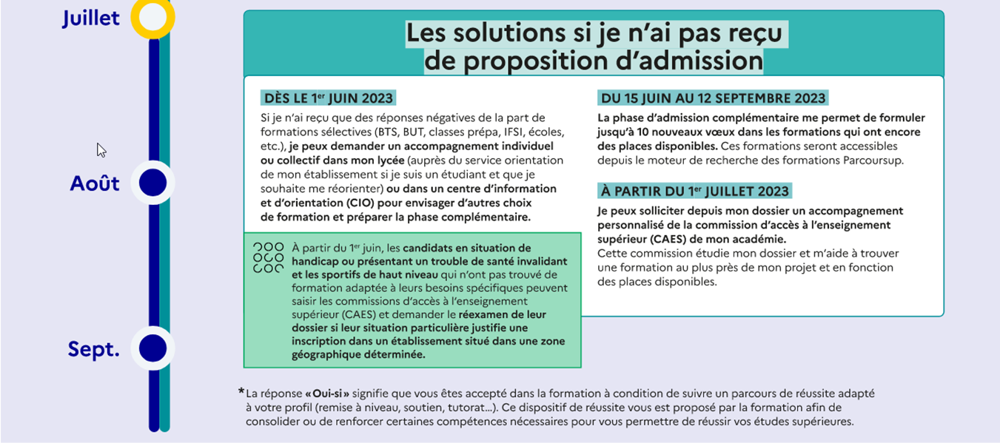 Juillet
Août
Sept.
Les solutions si je n’ai pas reçu
de proposition d’admission
DÈS LE 1er JUIN 2023
Si je n’ai reçu que des réponses négatives de la part de
formations sélectives (BTS, BUT, classes prépa, IFSI, écoles,
etc.), je peux demander un accompagnement individuel
ou collectif dans mon lycée (auprès du service orientation
de mon établissement si je suis un étudiant et que je
souhaite me réorienter) ou dans un centre d’information
et d’orientation (CIO) pour envisager d’autres choix
de formation et préparer la phase complémentaire.
À partir du 1er juin, les candidats en situation de
handicap ou présentant un trouble de santé invalidant
et les sportifs de haut niveau qui n’ont pas trouvé de
formation adaptée à leurs besoins spécifiques peuvent
saisir les commissions d’accès à l’enseignement
supérieur (CAES) et demander le réexamen de leur
dossier si leur situation particulière justifie une
inscription dans un établissement situé dans une zone
géographique déterminée.
DU 15 JUIN AU 12 SEPTEMBRE 2023
La phase d’admission complémentaire me permet de formuler
jusqu’à 10 nouveaux vœux dans les formations qui ont encore
des places disponibles. Ces formations seront accessibles
depuis le moteur de recherche des formations Parcoursup.
À PARTIR DU 1er JUILLET 2023
Je peux solliciter depuis mon dossier un accompagnement
personnalisé de la commission d’accès à l’enseignement
supérieur (CAES) de mon académie.
Cette commission étudie mon dossier et m’aide à trouver
une formation au plus près de mon projet et en fonction
des places disponibles.
* La réponse « Oui-si » signifie que vous êtes accepté dans la formation à condition de suivre un parcours de réussite adapté
à votre profil (remise à niveau, soutien, tutorat…). Ce dispositif de réussite vous est proposé par la formation afin de
consolider ou de renforcer certaines compétences nécessaires pour vous permettre de réussir vos études supérieures.